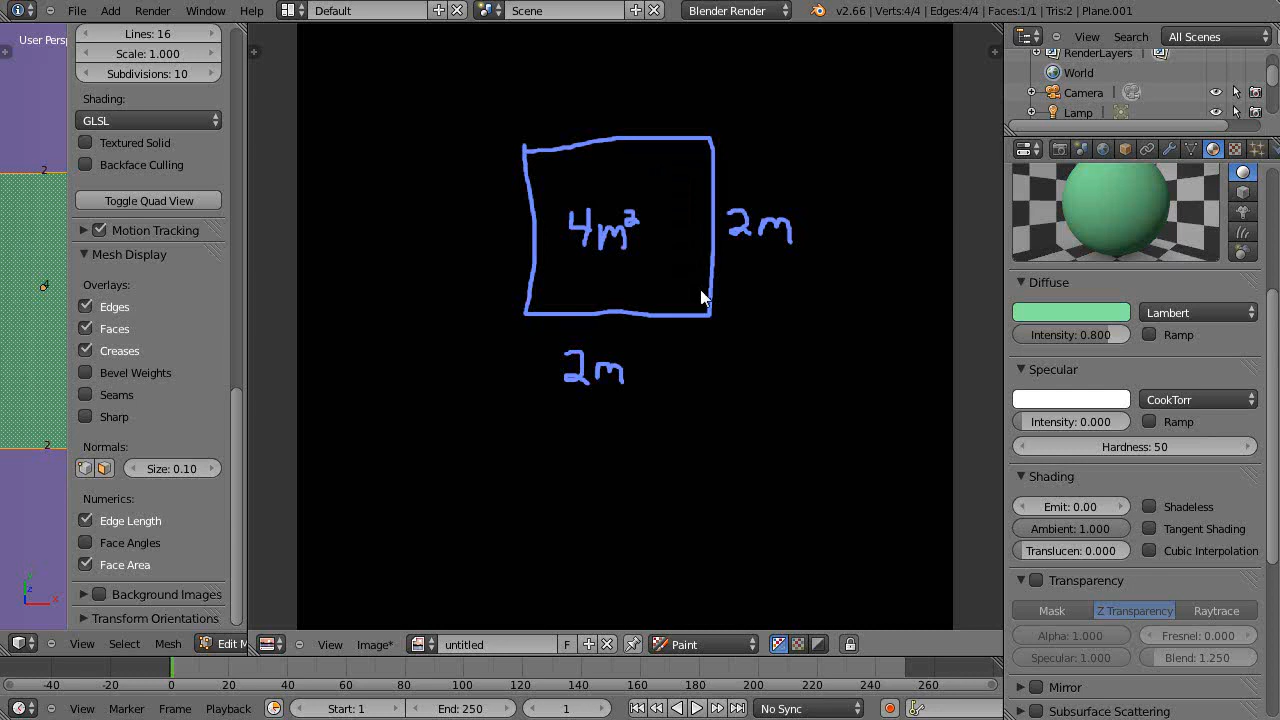 File Add Render Window Help Default Scene Blender Render v2.66 | Verts:4/4 | Edges:4/4 | Faces:1/1 | Tris:2 | Plane.001
User Persp
Lines: 16
Scale: 1.000
Subdivisions: 10
Shading:
GLSL
Textured Solid
Backface Culling
Toggle Quad View
Motion Tracking
Mesh Display
Overlays:
Edges
Faces
Creases
Bevel Weights
Seams
Sharp
Normals:
Size: 0.10
Numerics:
Edge Length
Face Angles
Face Area
Background Images
Transform Orientations
2
4
2
y
z
x
View Select Mesh Edit M
4m²
2m
2m
View Image* untitled F Paint
View Search All Scenes
RenderLayers
World
Camera
Lamp
Diffuse
Lambert
Intensity: 0.800 Ramp
Specular
CookTorr
Intensity: 0.000 Ramp
Hardness: 50
Shading
Emit: 0.00 Shadeless
Ambient: 1.000 Tangent Shading
Translucen: 0.000 Cubic Interpolation
Transparency
Mask Z Transparency Raytrace
Alpha: 1.000 Fresnel: 0.000
Specular: 1.000 Blend: 1.250
Mirror
Subsurface Scattering
-40 -20 0 20 40 60 80 100 120 140 160 180 200 220 240 260
View Marker Frame Playback Start: 1 End: 250 1 No Sync